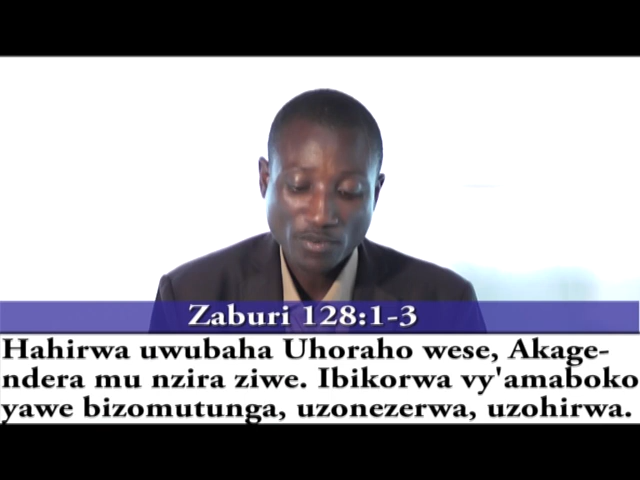 Zaburi 128:1-3
Hahirwa uwubaha Uhoraho wese, Akage-
ndera mu nzira ziwe. Ibikorwa vy'amaboko
yawe bizomutunga, uzonezerwa, uzohirwa.